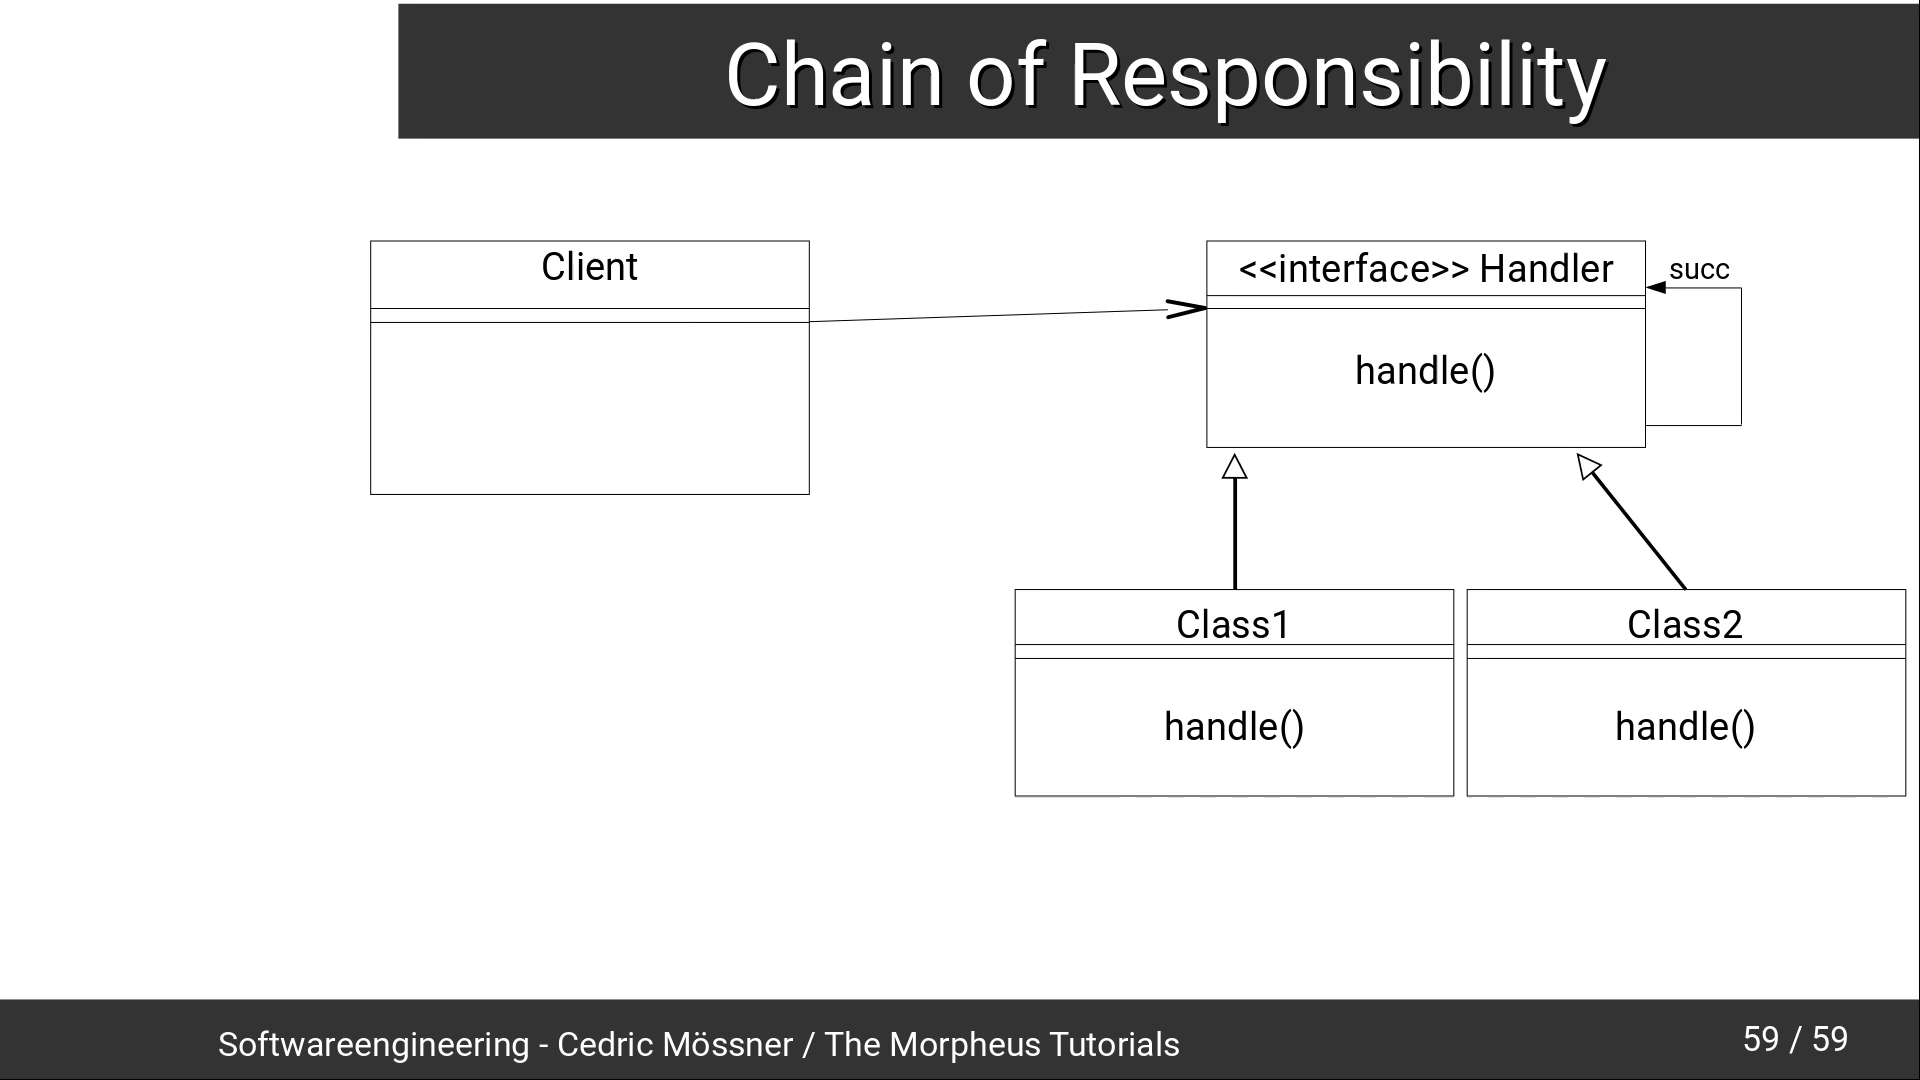 Chain of Responsibility
Client
<<interface>> Handler
succ
handle()
Class1
Class2
handle()
handle()
Softwareengineering - Cedric Mössner / The Morpheus Tutorials
59 / 59